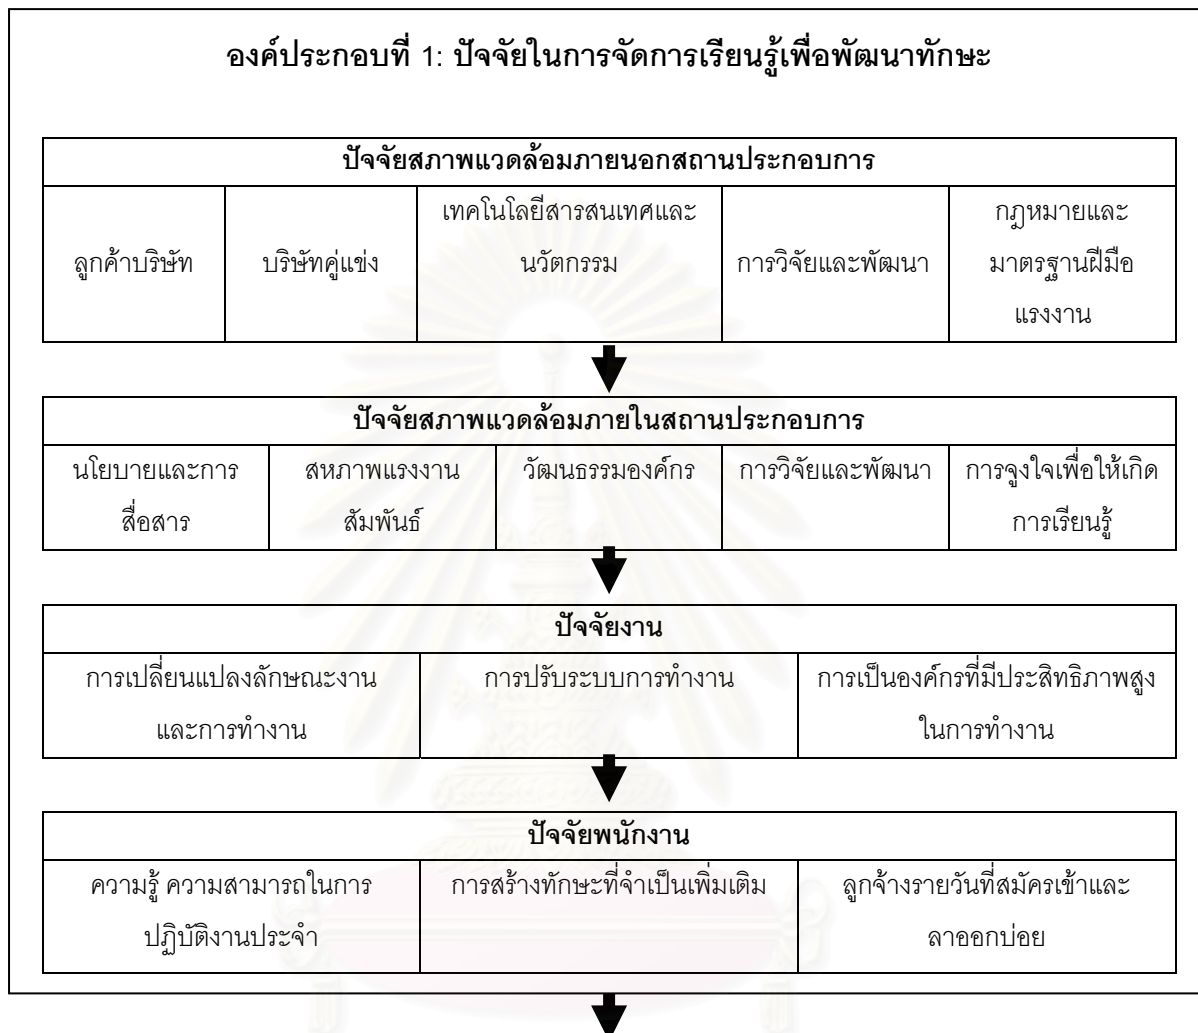 องค์ประกอบที่ 1: ปัจจัยในการจัดการเรียนรู้เพื่อพัฒนาทักษะ
ปัจจัยสภาพแวดล้อมภายนอกสถานประกอบการ
ลูกค้าบริษัท
บริษัทคู่แข่ง
เทคโนโลยีสารสนเทศและ
นวัตกรรม
การวิจัยและพัฒนา
กฎหมายและ
มาตรฐานฝีมือ
แรงงาน
ปัจจัยสภาพแวดล้อมภายในสถานประกอบการ
นโยบายและการ
สื่อสาร
สหภาพแรงงาน
สัมพันธ์
วัฒนธรรมองค์กร
การวิจัยและพัฒนา
การจูงใจเพื่อให้เกิด
การเรียนรู้
ปัจจัยงาน
การเปลี่ยนแปลงลักษณะงาน
และการทำงาน
การปรับระบบการทำงาน
การเป็นองค์กรที่มีประสิทธิภาพสูง
ในการทำงาน
ปัจจัยพนักงาน
ความรู้ ความสามารถในการ
ปฏิบัติงานประจำ
การสร้างทักษะที่จำเป็นเพิ่มเติม
ลูกจ้างรายวันที่สมัครเข้าและ
ลาออกบ่อย